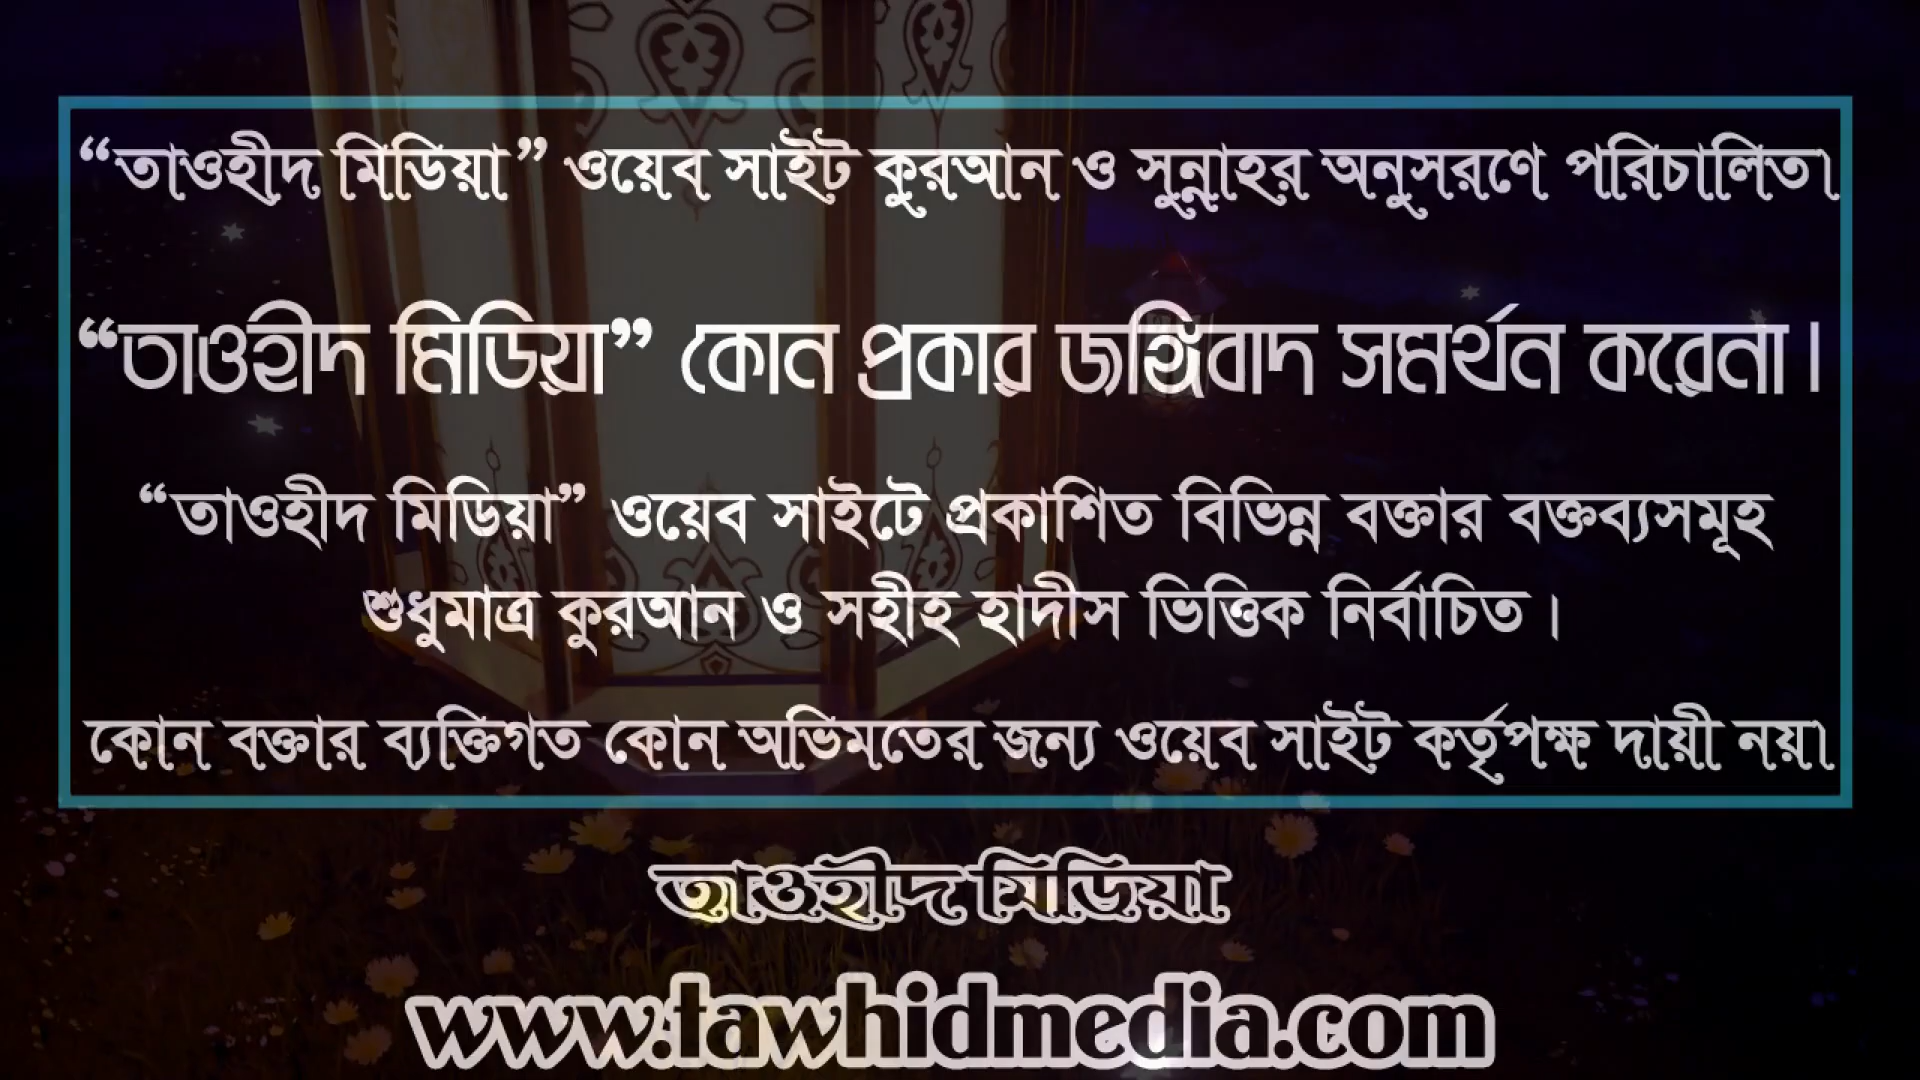 “তাওহীদ মিডিয়া” ওয়েব সাইট কুরআন ও সুন্নাহর অনুসরণে পরিচালিত।
“তাওহীদ মিডিয়া” কোন প্রকার জঙ্গিবাদ সমর্থন করেনা।
“তাওহীদ মিডিয়া” ওয়েব সাইটে প্রকাশিত বিভিন্ন বক্তার বক্তব্যসমূহ
শুধুমাত্র কুরআন ও সহীহ হাদীস ভিত্তিক নির্বাচিত।
কোন বক্তার ব্যক্তিগত কোন অভিমতের জন্য ওয়েব সাইট কর্তৃপক্ষ দায়ী নয়।
তাওহীদ মিডিয়া
www.tawhidmedia.com